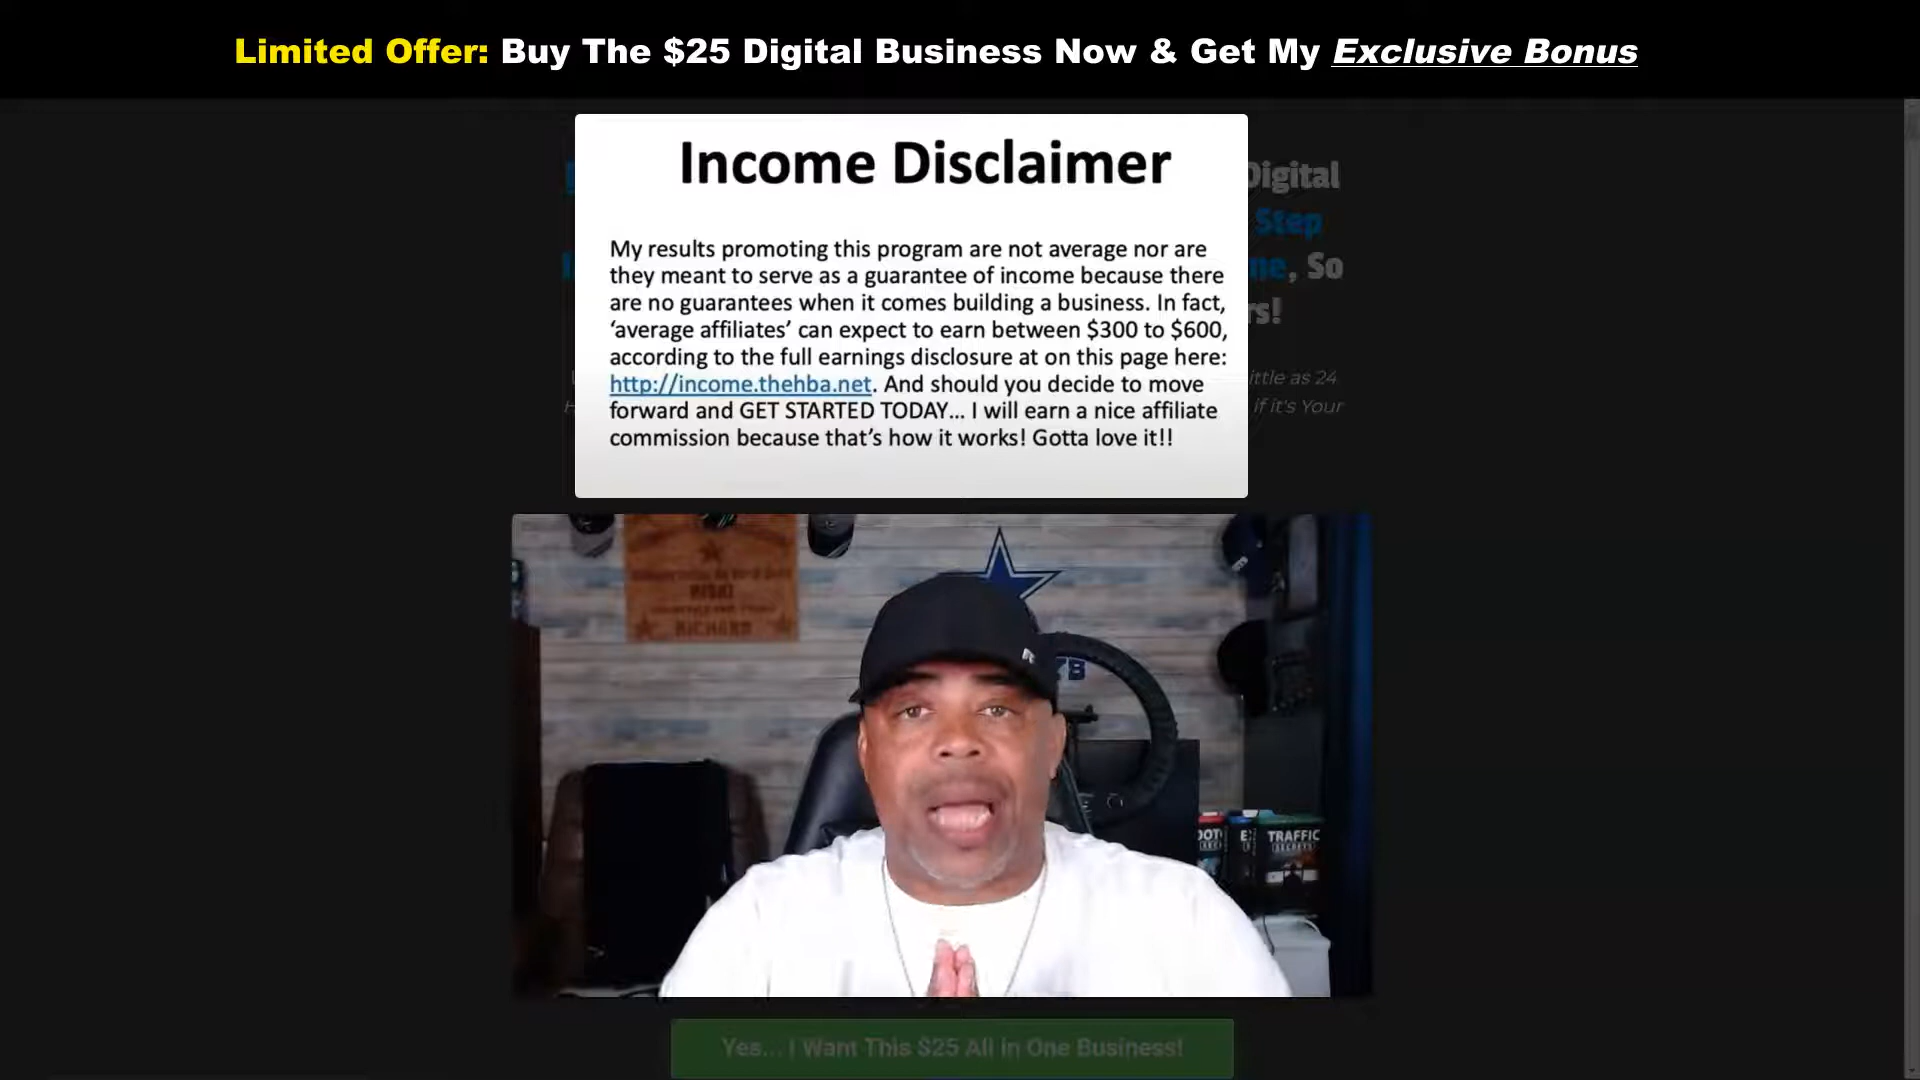 Limited Offer: Buy The $25 Digital Business Now & Get My Exclusive Bonus
Income Disclaimer
Digital
Step
, So
My results promoting this program are not average nor are
they meant to serve as a guarantee of income because there
are no guarantees when it comes building a business. In fact,
‘average affiliates’ can expect to earn between $300 to $600,
according to the full earnings disclosure at on this page here:
http://income.thehba.net. And should you decide to move
forward and GET STARTED TODAY... I will earn a nice affiliate
commission because that’s how it works! Gotta love it!!
as 24
if it's Your
RICHARD
TRAFFIC
SECRETS
Yes... I Want This $25 All in One Business!